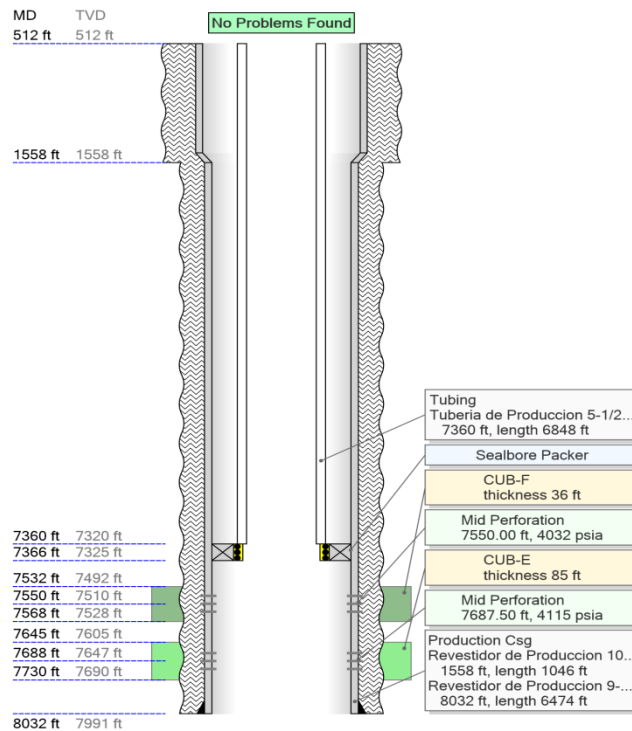 MD TVD
No Problems Found
512 ft 512 ft
1558 ft 1558 ft
Tubing
Tuberia de Produccion 5-1/2...
7360 ft, length 6848 ft
Sealbore Packer
CUB-F
thickness 36 ft
Mid Perforation
7550.00 ft, 4032 psia
CUB-E
thickness 85 ft
Mid Perforation
7687.50 ft, 4115 psia
Production Csg
Revestidor de Produccion 10...
1558 ft, length 1046 ft
Revestidor de Produccion 9-...
8032 ft, length 6474 ft
7360 ft 7320 ft
7366 ft 7325 ft
7532 ft 7492 ft
7550 ft 7510 ft
7568 ft 7528 ft
7645 ft 7605 ft
7688 ft 7647 ft
7730 ft 7690 ft
8032 ft 7991 ft